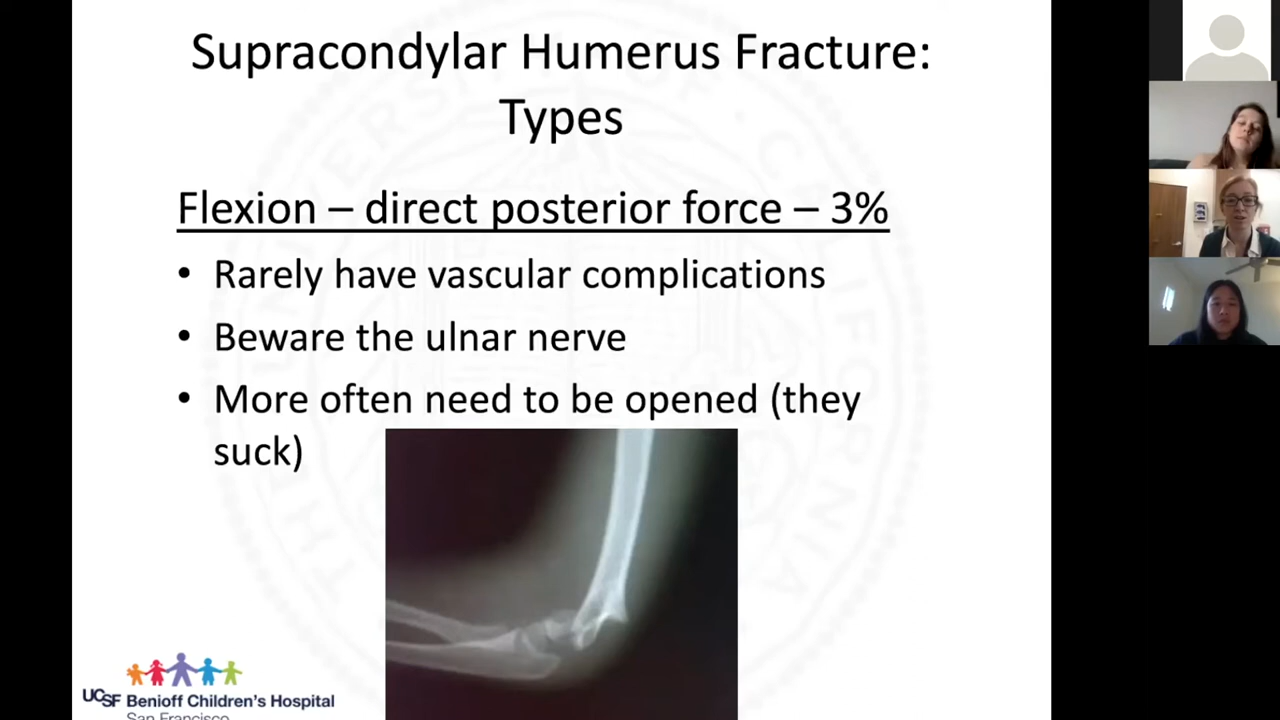 Supracondylar Humerus Fracture:
Types
Flexion – direct posterior force – 3%
• Rarely have vascular complications
• Beware the ulnar nerve
• More often need to be opened (they
suck)
UCSF Benioff Children's Hospital
San Francisco